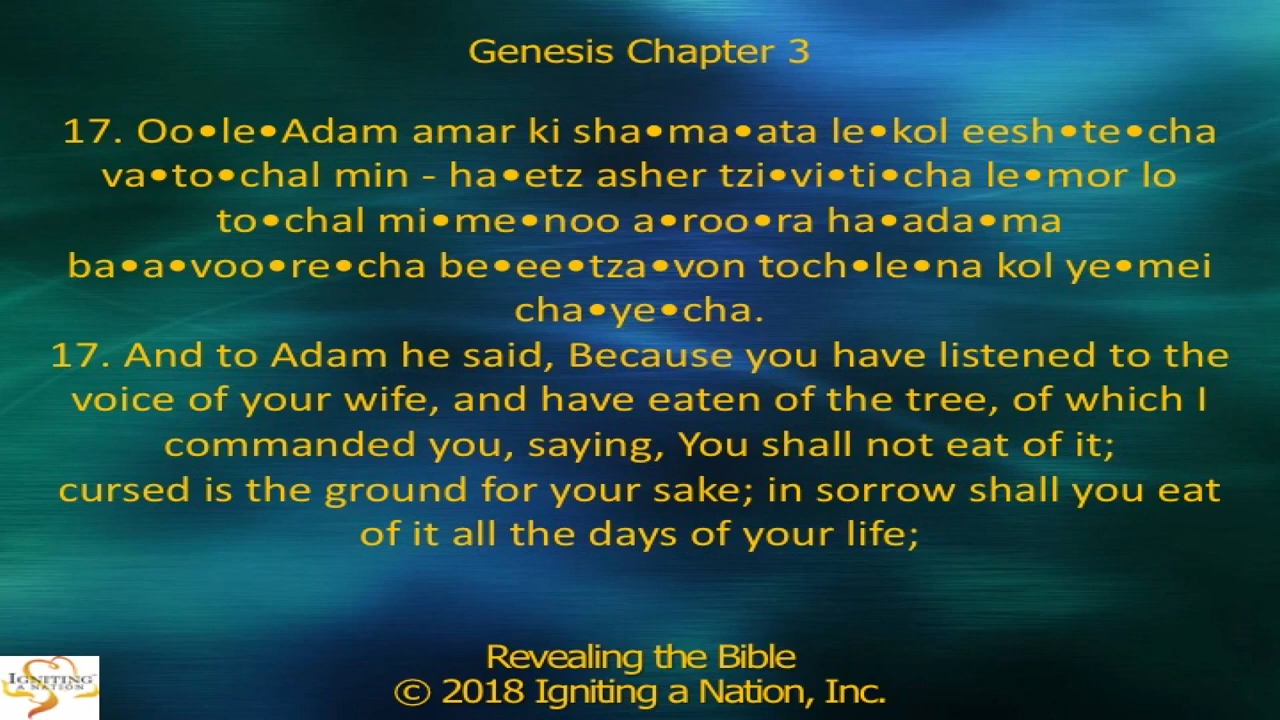 Genesis Chapter 3
17. Oo•le•Adam amar ki sha•ma•ata le•kol eesh•te•cha
va•to•chal min - ha•etz asher tzi•vi•ti•cha le•mor lo
to•chal mi•me•noo a•roo•ra ha•ada•ma
ba•a•voo•re•cha be•ee•tza•von toch•le•na kol ye•mei
cha•ye•cha.
17. And to Adam he said, Because you have listened to the
voice of your wife, and have eaten of the tree, of which I
commanded you, saying, You shall not eat of it;
cursed is the ground for your sake; in sorrow shall you eat
of it all the days of your life;
Revealing the Bible
© 2018 Igniting a Nation, Inc.
IGNITING
A NATION